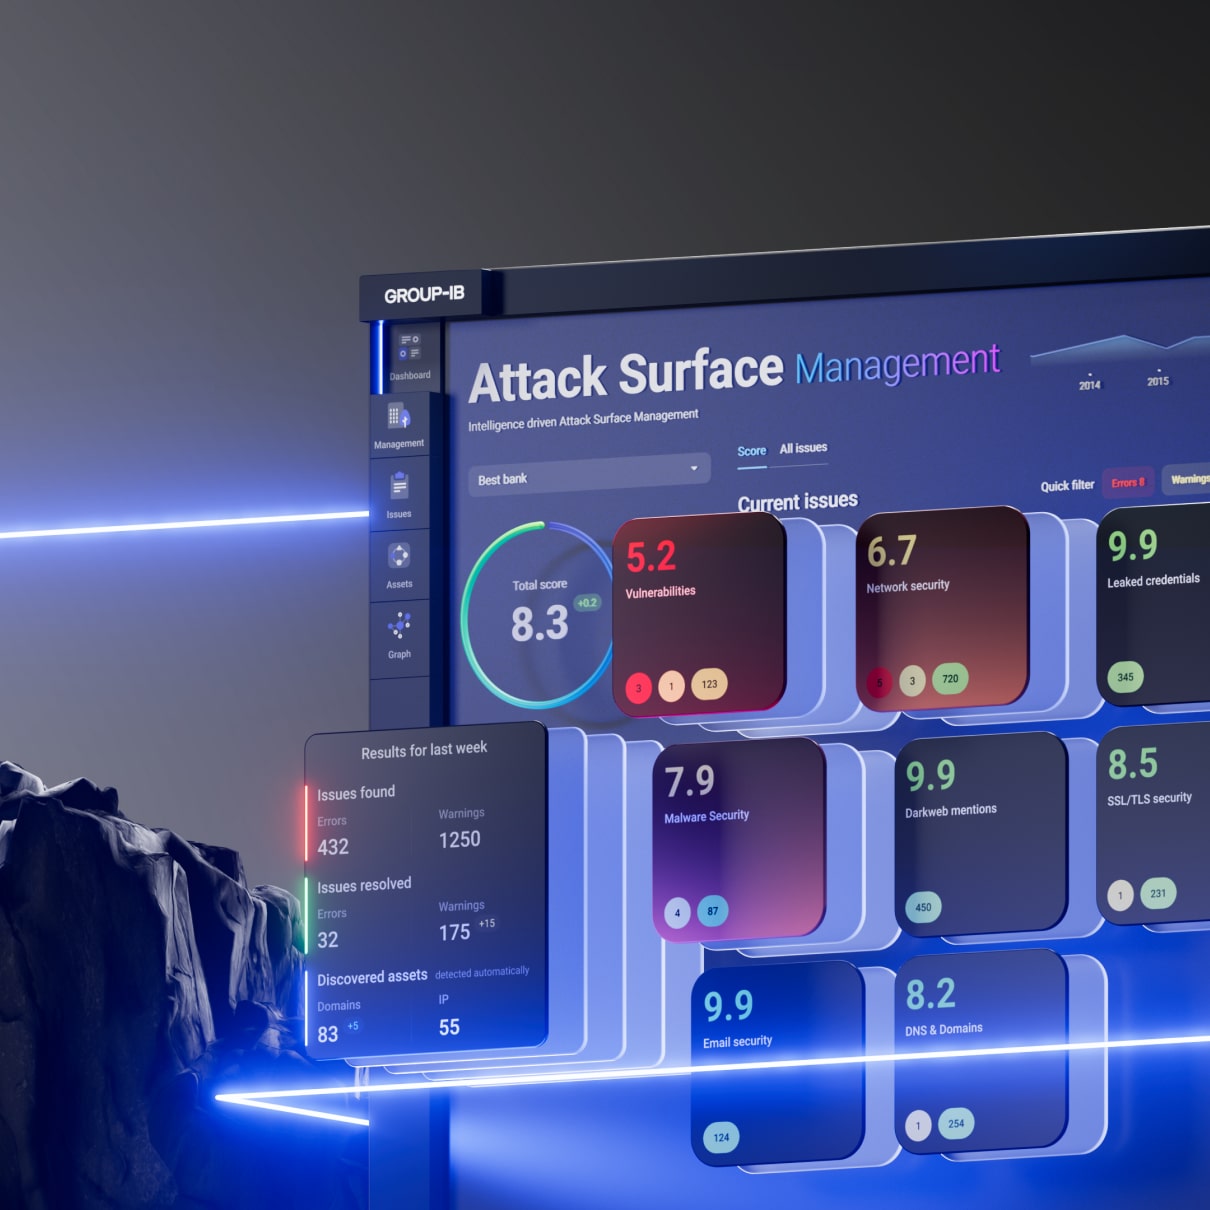 GROUP-IB
Dashboard
Management
Issues
Assets
Graph
Attack Surface Management
Intelligence driven Attack Surface Management
2014
2015
Best bank
Score
All issues
Current issues
Quick filter
Errors 8
Warnings
Total score
8.3
+0.2
5.2
Vulnerabilities
3
1
123
6.7
Network security
5
3
720
9.9
Leaked credentials
345
7.9
Malware Security
4
87
9.9
Darkweb mentions
450
8.5
SSL/TLS security
1
231
9.9
Email security
124
8.2
DNS & Domains
1
254
Results for last week
Issues found
Errors
Warnings
432
1250
Issues resolved
Errors
Warnings
32
175 +15
Discovered assets detected automatically
Domains
IP
83 +5
55